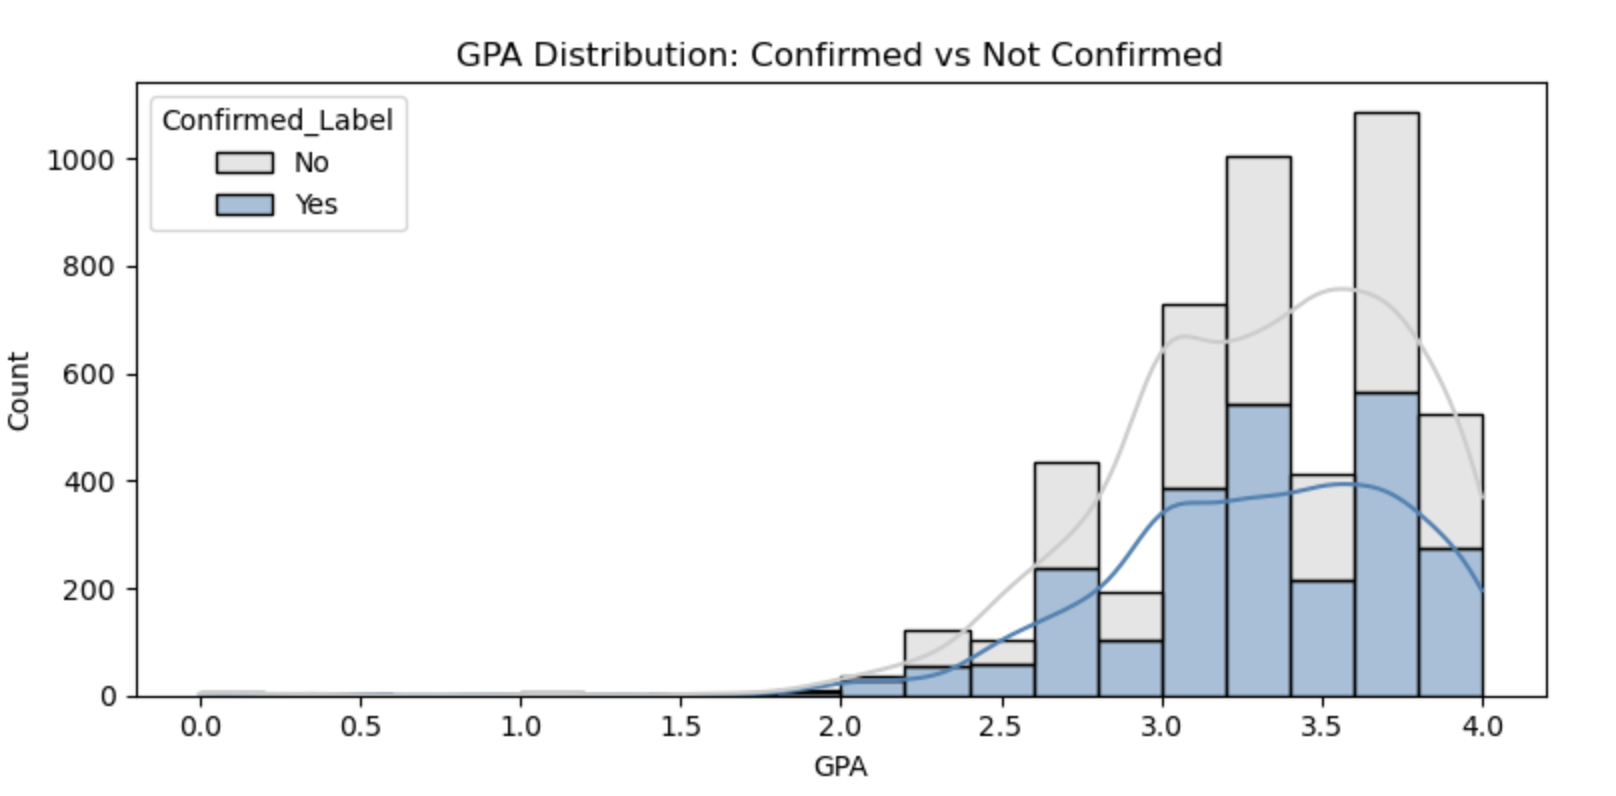 GPA Distribution: Confirmed vs Not Confirmed
Confirmed_Label
No
Yes
Count
1000
800
600
400
200
0
0.0 0.5 1.0 1.5 2.0 2.5 3.0 3.5 4.0
GPA